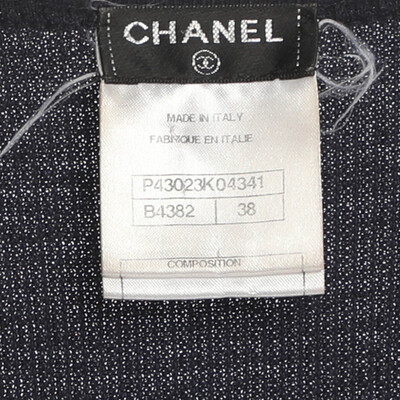 CHANEL
MADE IN ITALY
FABRIQUE EN ITALIE
P43023K04341
B4382 38
COMPOSITION